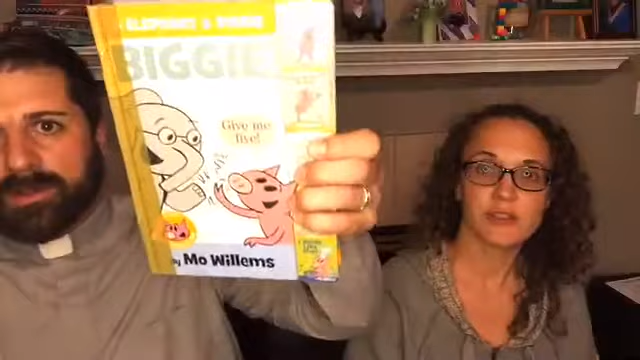 ELEPHANT & PIGGIE
BIGGIE
Give me
five!
by Mo Willems